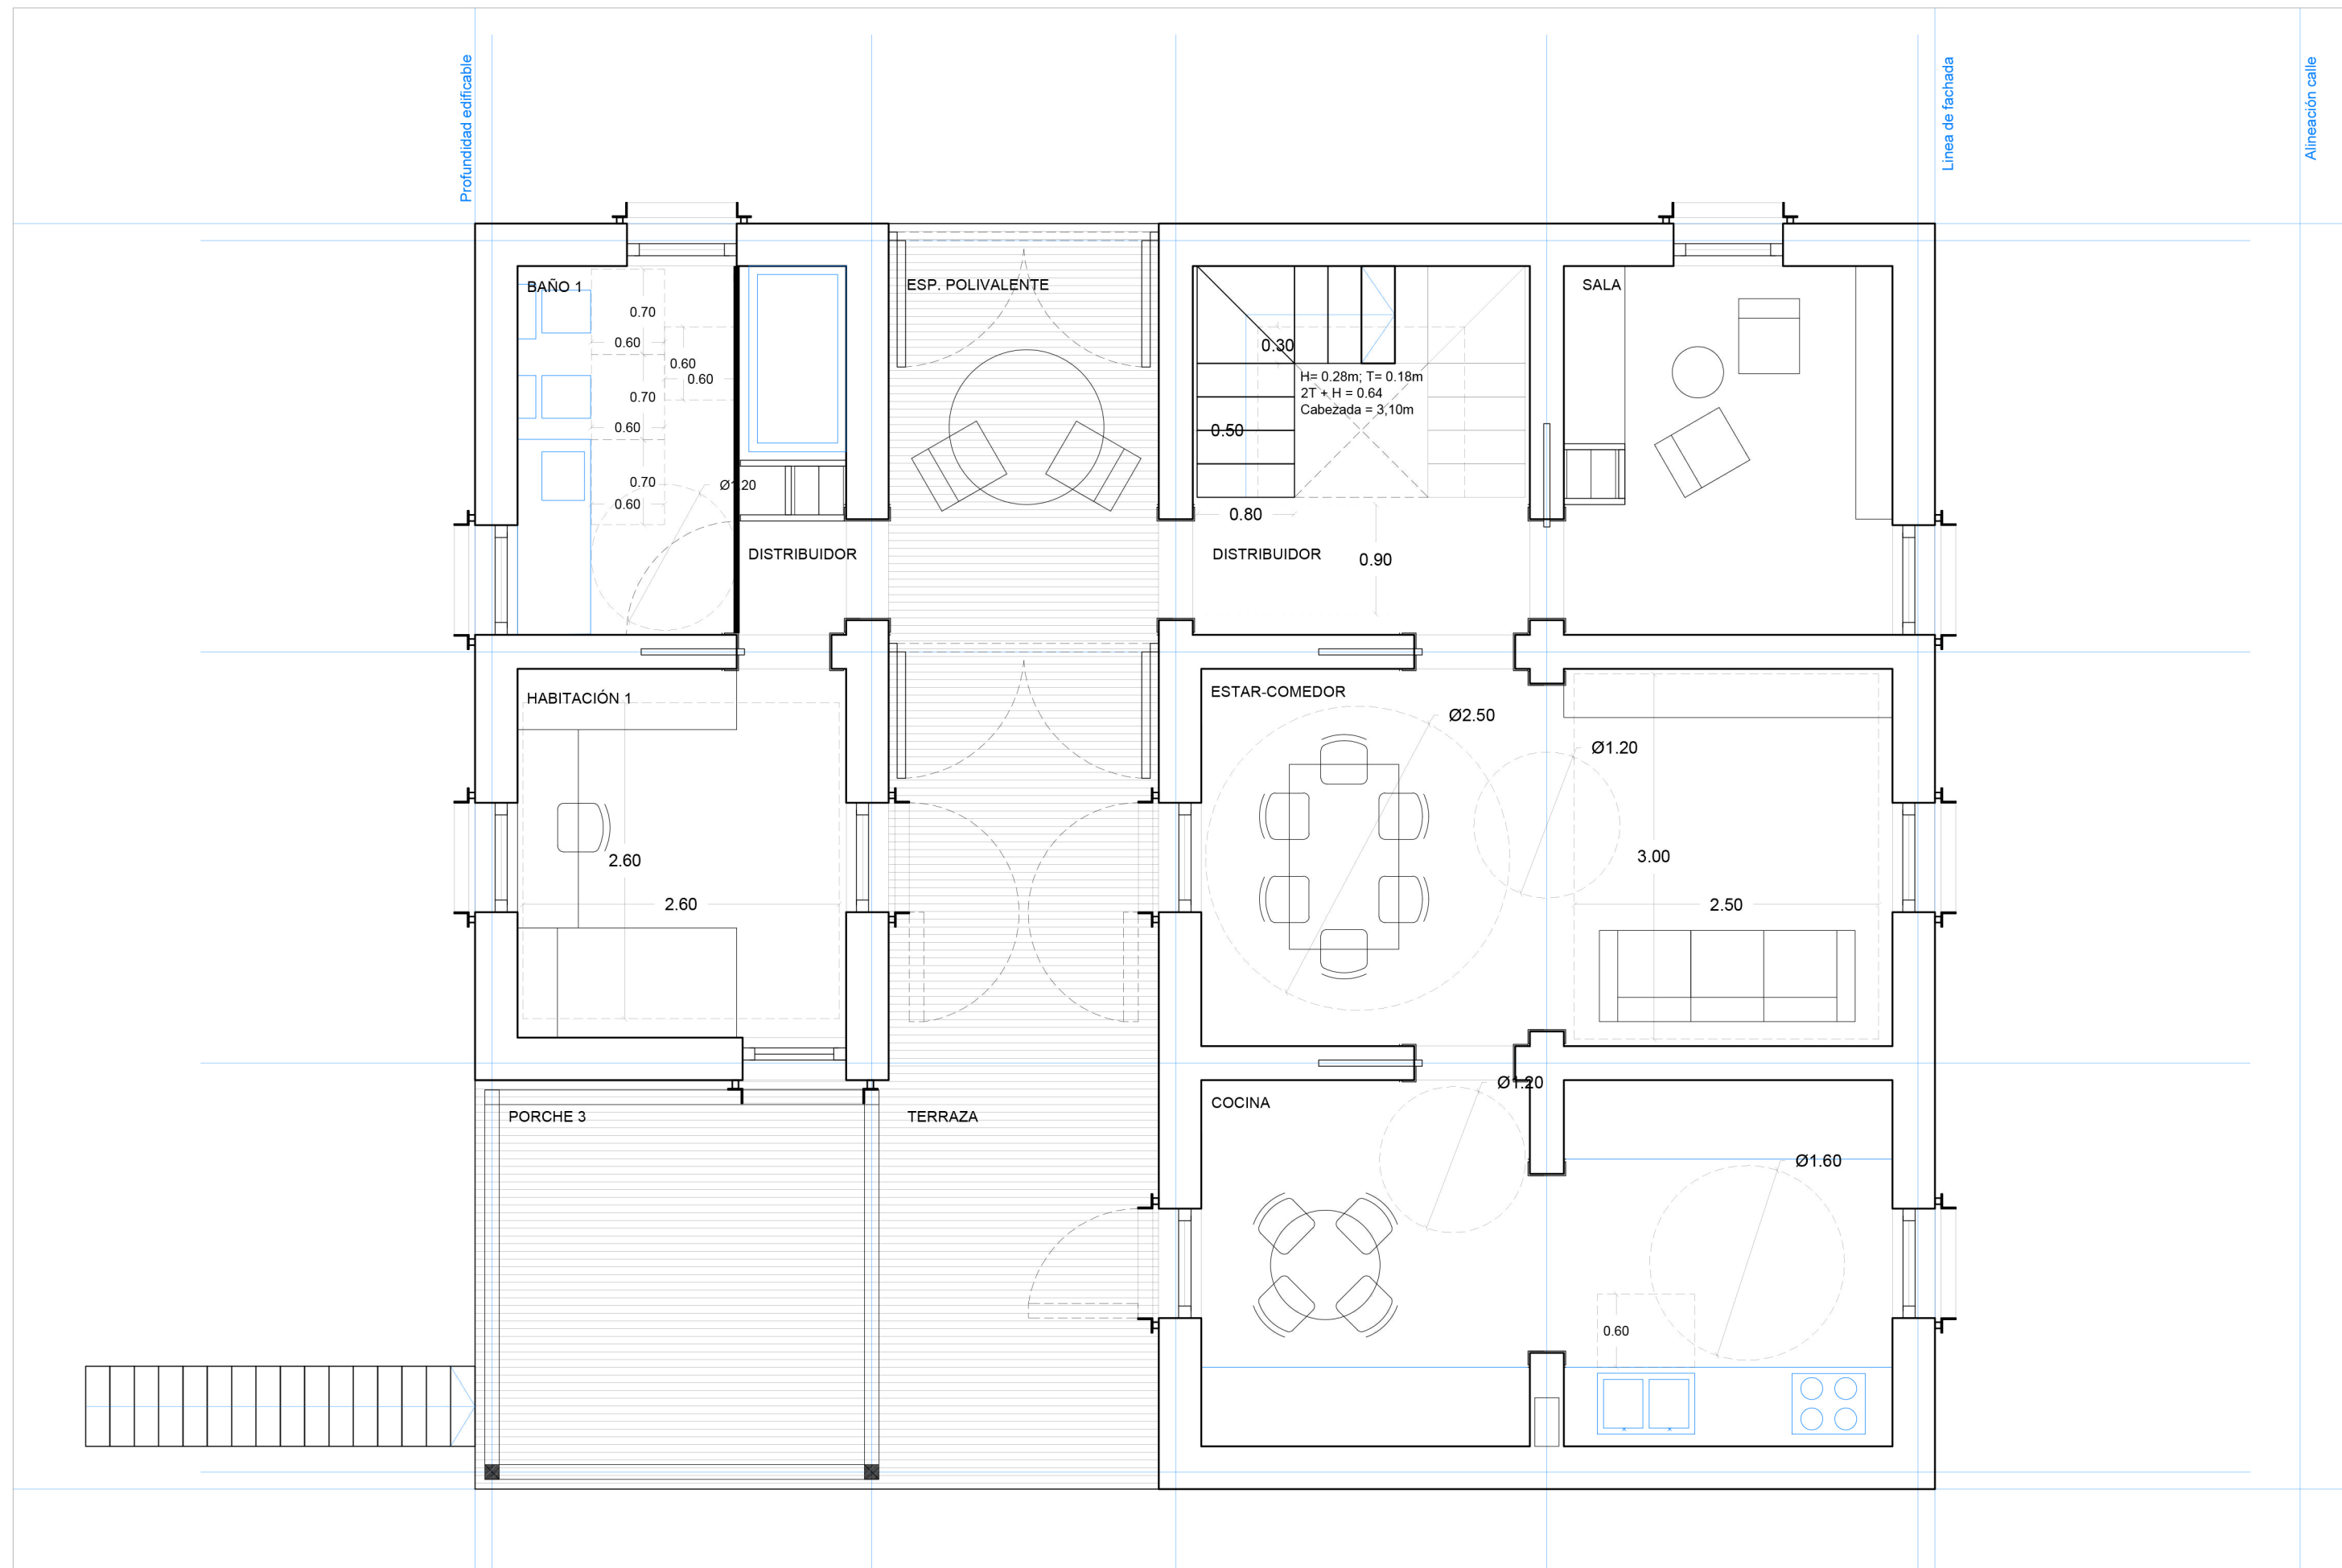 Profundidad edificable
Linea de fachada
Alineación calle
BAÑO 1
ESP. POLIVALENTE
SALA
0.70
0.60
0.60
0.60
0.70
0.60
0.70
0.60
Ø1.20
0.30
H= 0.28m; T= 0.18m
2T + H = 0.64
Cabezada = 3,10m
0.50
0.80
DISTRIBUIDOR
DISTRIBUIDOR
0.90
HABITACIÓN 1
ESTAR-COMEDOR
Ø2.50
Ø1.20
2.60
2.60
3.00
2.50
PORCHE 3
TERRAZA
COCINA
Ø1.20
Ø1.60
0.60